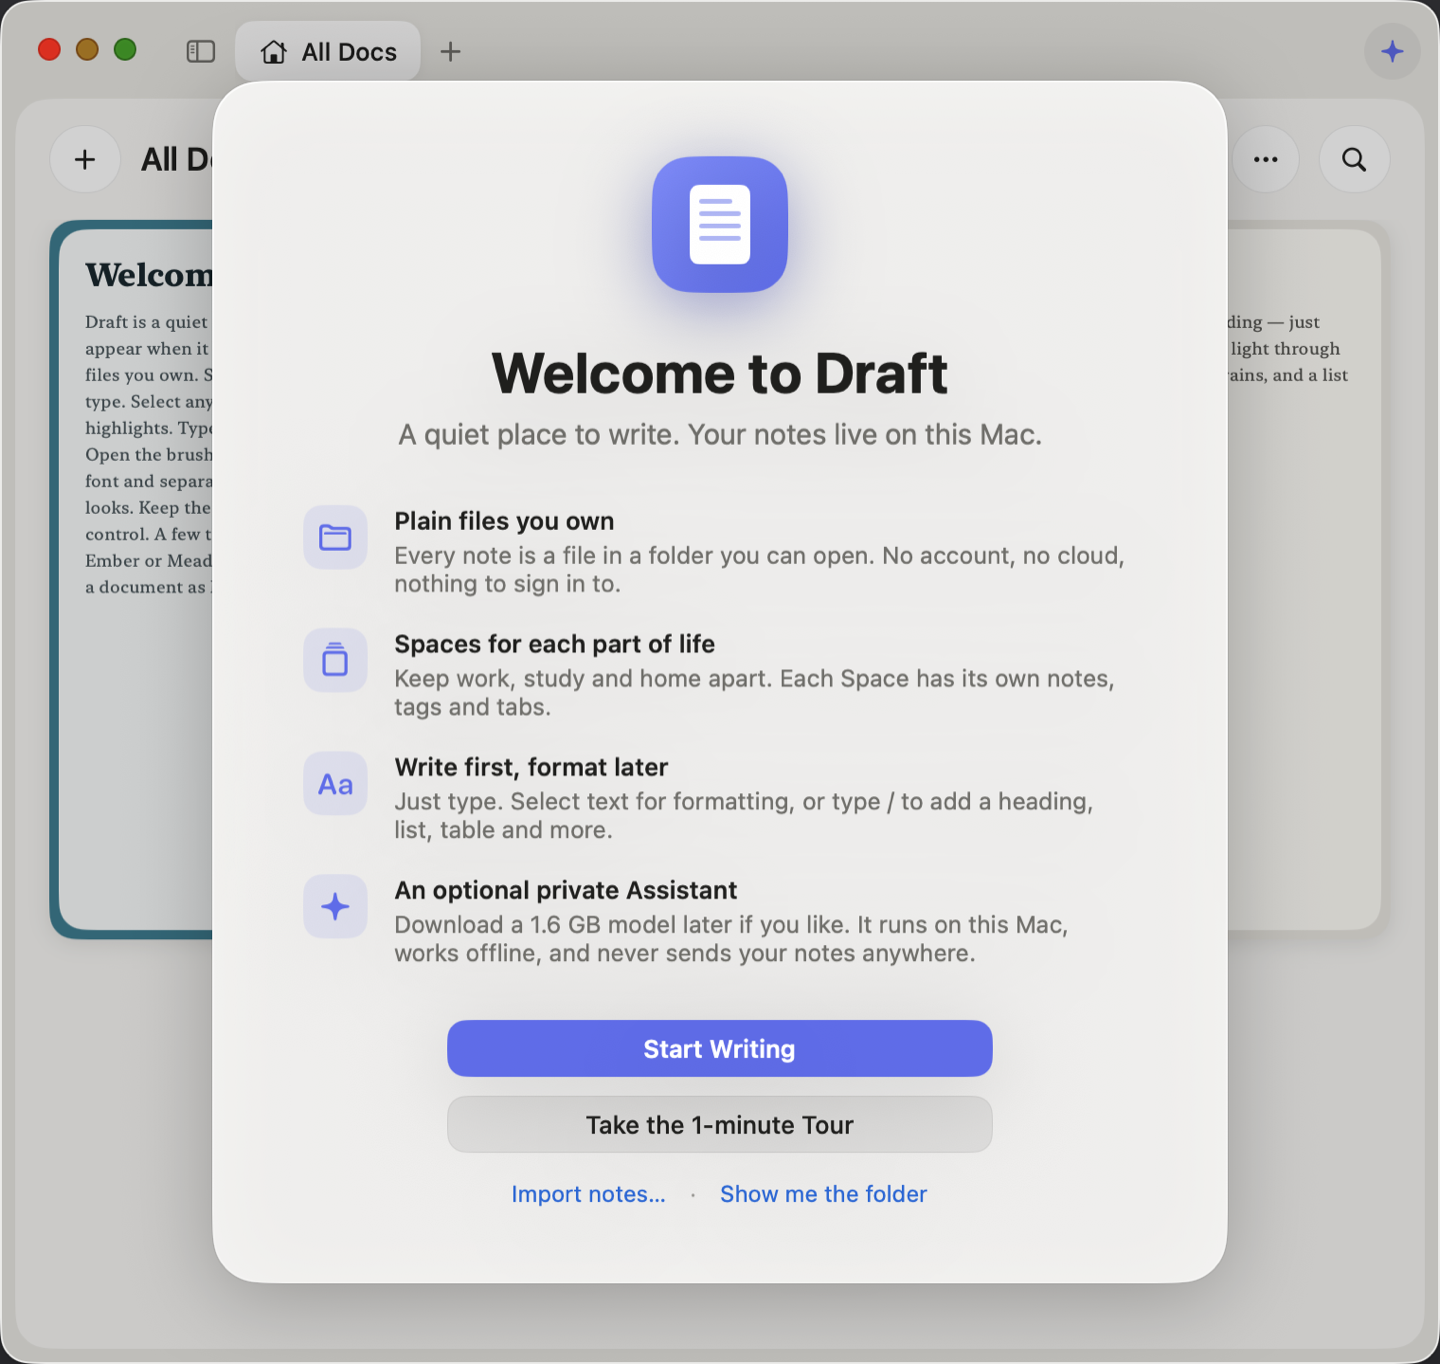 All Docs
All D
Welcom
Draft is a quiet
appear when it
files you own. S
type. Select any
highlights. Type
Open the brush
font and separa
looks. Keep the
control. A few t
Ember or Mead
a document as
ding — just
light through
ains, and a list
Welcome to Draft
A quiet place to write. Your notes live on this Mac.
Plain files you own
Every note is a file in a folder you can open. No account, no cloud,
nothing to sign in to.
Spaces for each part of life
Keep work, study and home apart. Each Space has its own notes,
tags and tabs.
Aa
Write first, format later
Just type. Select text for formatting, or type / to add a heading,
list, table and more.
An optional private Assistant
Download a 1.6 GB model later if you like. It runs on this Mac,
works offline, and never sends your notes anywhere.
Start Writing
Take the 1-minute Tour
Import notes... · Show me the folder